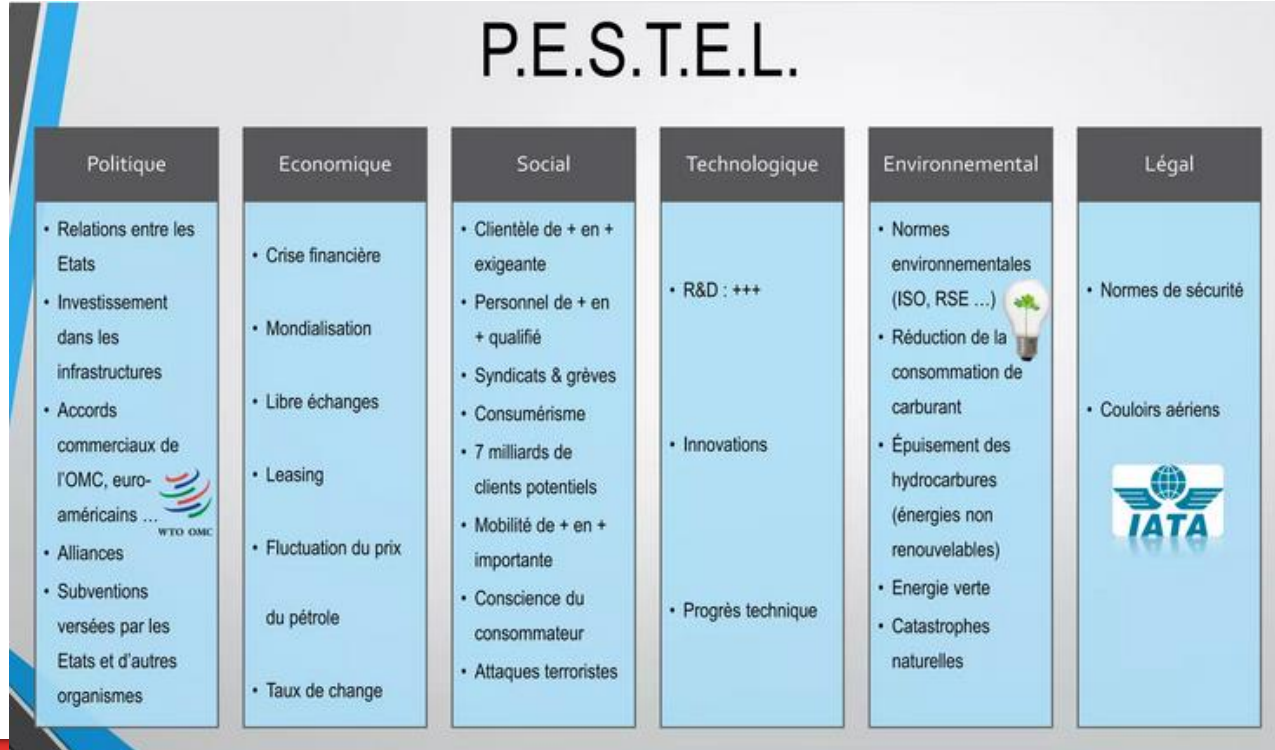 P.E.S.T.E.L.
Politique
• Relations entre les
Etats
• Investissement
dans les
infrastructures
• Accords
commerciaux de
l'OMC, euro-
américains ...
WTO OMC
• Alliances
• Subventions
versées par les
Etats et d'autres
organismes
Economique
• Crise financière
• Mondialisation
• Libre échanges
• Leasing
• Fluctuation du prix
du pétrole
• Taux de change
Social
• Clientèle de + en +
exigeante
• Personnel de + en
+ qualifié
• Syndicats & grèves
• Consumérisme
• 7 milliards de
clients potentiels
• Mobilité de + en +
importante
• Conscience du
consommateur
• Attaques terroristes
Technologique
• R&D : +++
• Innovations
• Progrès technique
Environnemental
• Normes
environnementales
(ISO, RSE ...)
• Réduction de la
consommation de
carburant
• Épuisement des
hydrocarbures
(énergies non
renouvelables)
• Energie verte
• Catastrophes
naturelles
Légal
• Normes de sécurité
• Couloirs aériens
IATA